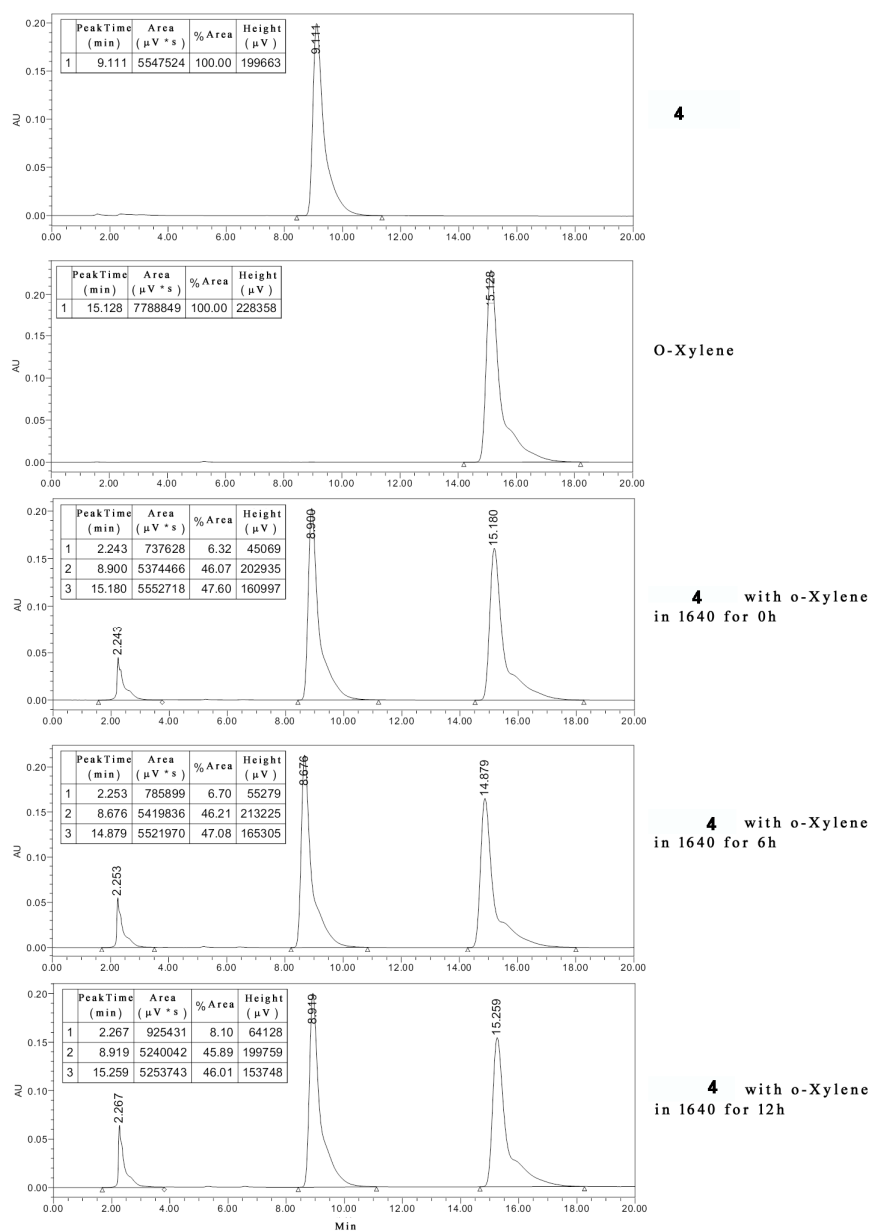 PeakTime Area %Area Height
(min) (μV *s) (μV)
1 9.111 5547524 100.00 199663
9.111
0.20
0.15
0.10
0.05
0.00
AU
0.00 2.00 4.00 6.00 8.00 10.00 12.00 14.00 16.00 18.00 20.00
4
PeakTime Area %Area Height
(min) (μV *s) (μV)
1 15.128 7788849 100.00 228358
15.128
0.20
0.15
0.10
0.05
0.00
AU
0.00 2.00 4.00 6.00 8.00 10.00 12.00 14.00 16.00 18.00 20.00
O-Xylene
PeakTime Area %Area Height
(min) (μV *s) (μV)
1 2.243 737628 6.32 45069
2 8.900 5374466 46.07 202935
3 15.180 5552718 47.60 160997
2.243
8.900
15.180
0.20
0.15
0.10
0.05
0.00
AU
0.00 2.00 4.00 6.00 8.00 10.00 12.00 14.00 16.00 18.00 20.00
4 with o-Xylene
in 1640 for 0h
PeakTime Area %Area Height
(min) (μV *s) (μV)
1 2.253 785899 6.70 55279
2 8.676 5419836 46.21 213225
3 14.879 5521970 47.08 165305
2.253
8.676
14.879
0.20
0.15
0.10
0.05
0.00
AU
0.00 2.00 4.00 6.00 8.00 10.00 12.00 14.00 16.00 18.00 20.00
4 with o-Xylene
in 1640 for 6h
PeakTime Area %Area Height
(min) (μV *s) (μV)
1 2.267 925431 8.10 64128
2 8.919 5240042 45.89 199759
3 15.259 5253743 46.01 153748
2.267
8.919
15.259
0.20
0.15
0.10
0.05
0.00
AU
0.00 2.00 4.00 6.00 8.00 10.00 12.00 14.00 16.00 18.00 20.00
Min
4 with o-Xylene
in 1640 for 12h